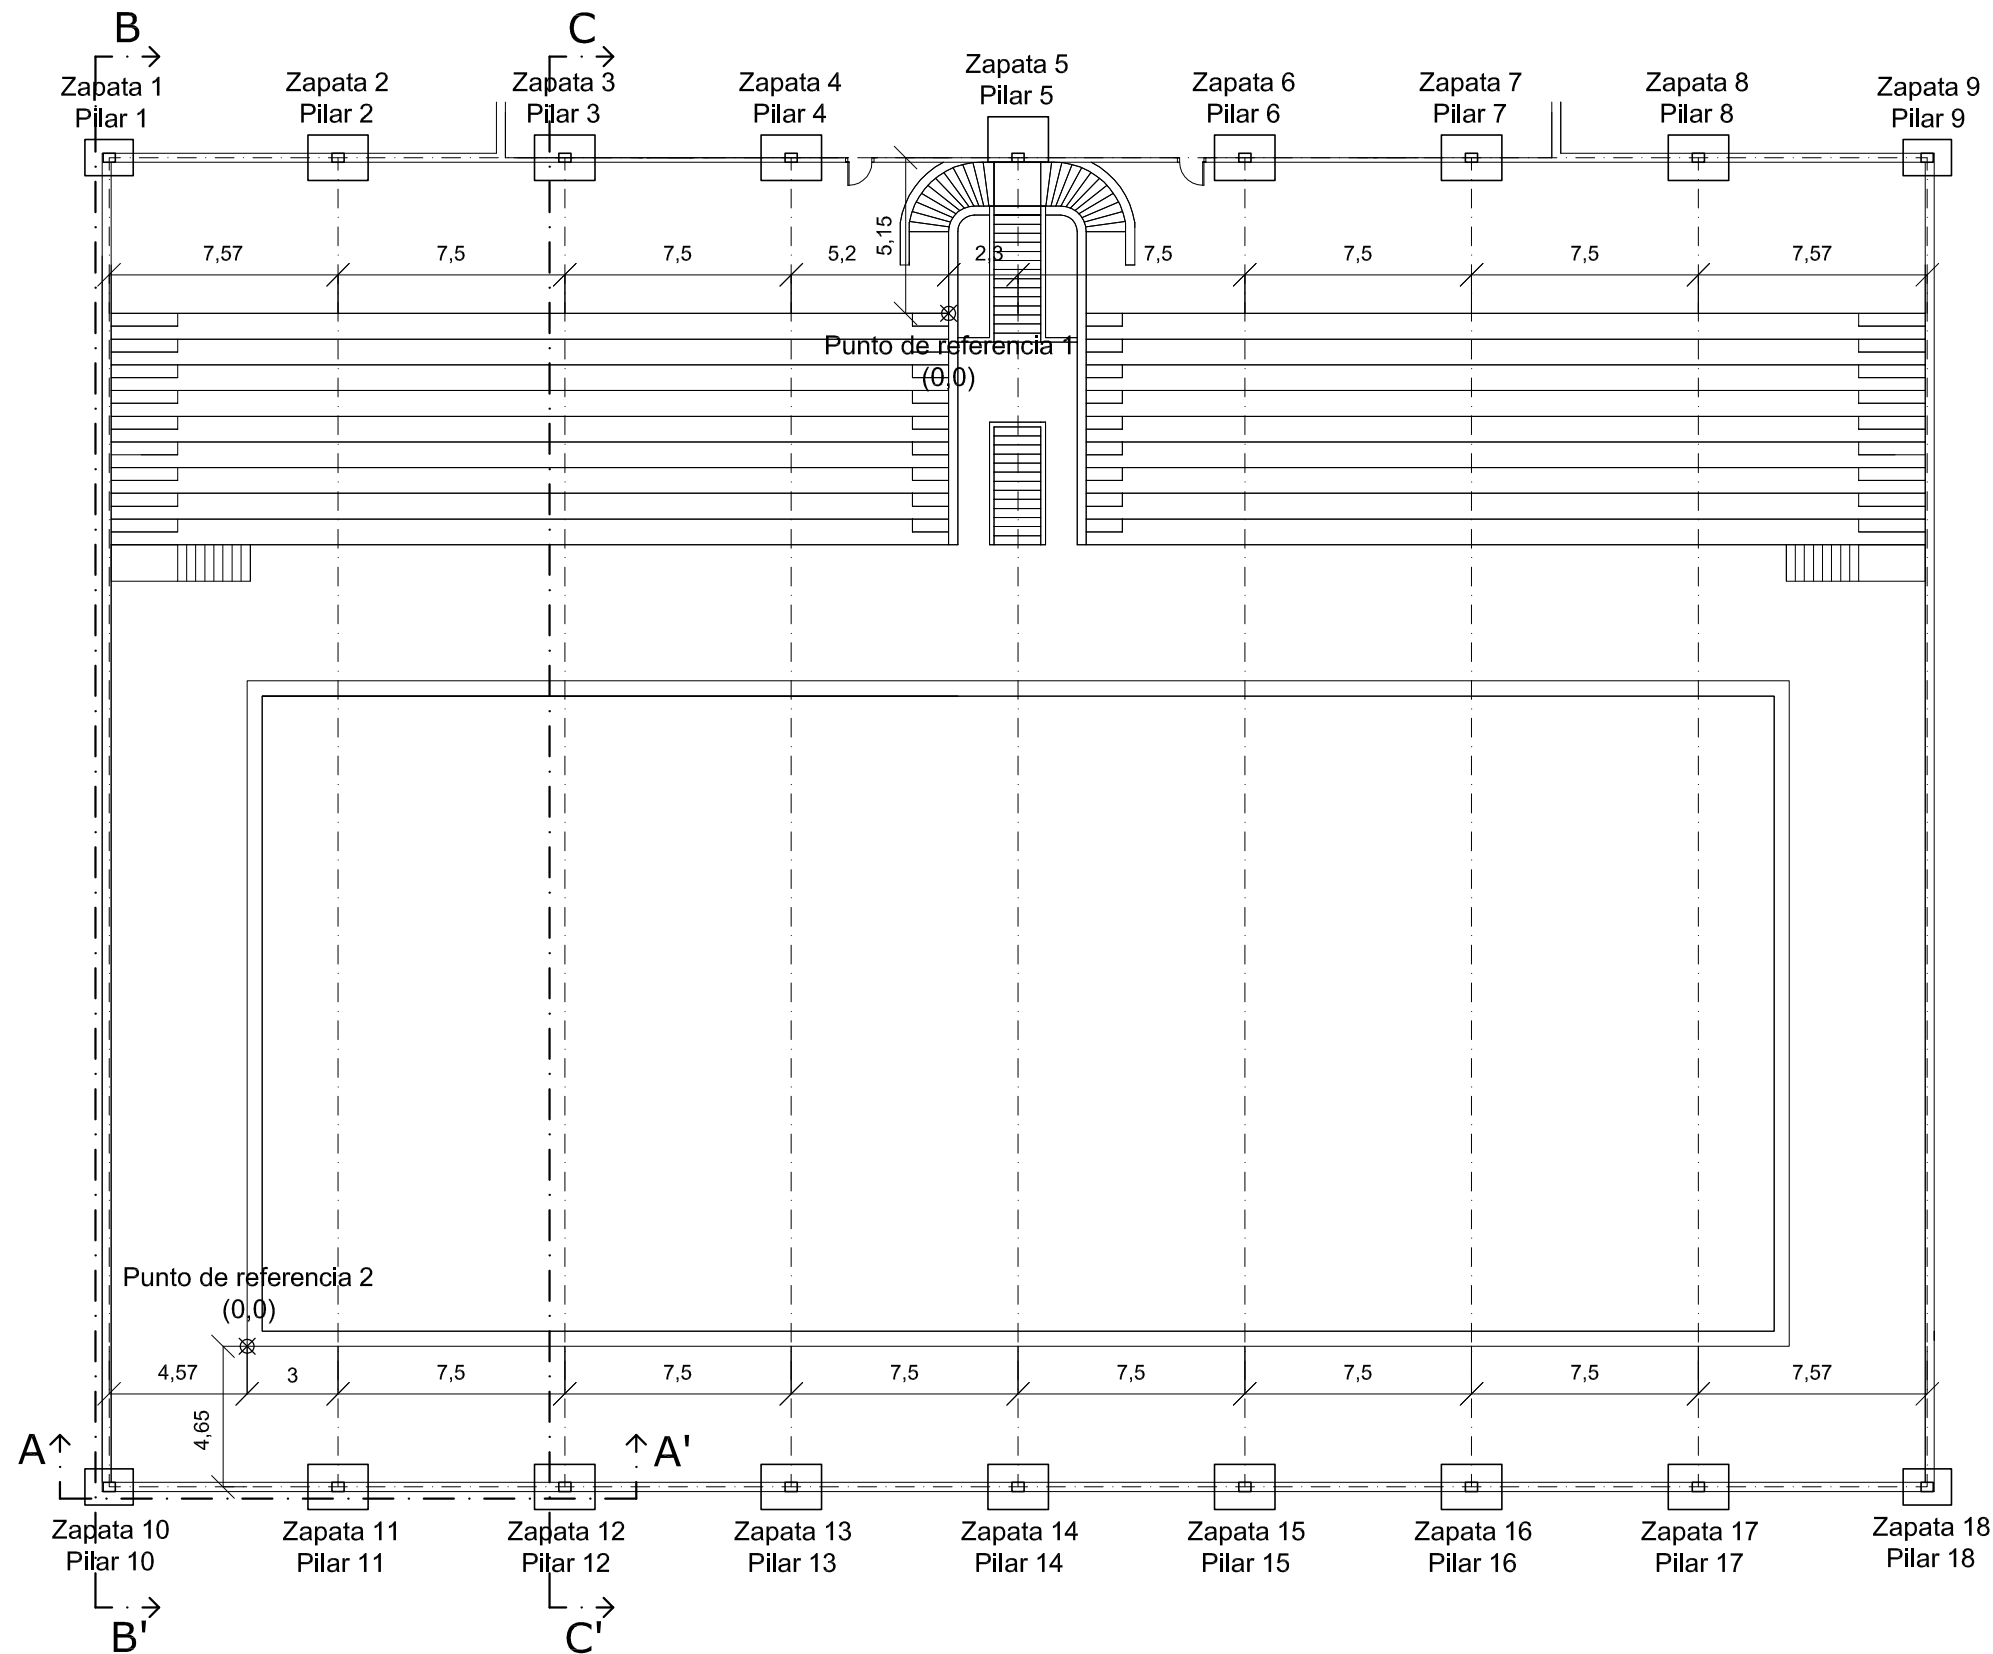 B
C
Zapata 1
Pilar 1
Zapata 2
Pilar 2
Zapata 3
Pilar 3
Zapata 4
Pilar 4
Zapata 5
Pilar 5
Zapata 6
Pilar 6
Zapata 7
Pilar 7
Zapata 8
Pilar 8
Zapata 9
Pilar 9
7,57
7,5
7,5
5,2
5,15
2,3
7,5
7,5
7,5
7,57
Punto de referencia 1
(0,0)
Punto de referencia 2
(0,0)
4,57
3
7,5
7,5
7,5
7,5
7,5
7,5
7,57
4,65
A
A'
Zapata 10
Pilar 10
Zapata 11
Pilar 11
Zapata 12
Pilar 12
Zapata 13
Pilar 13
Zapata 14
Pilar 14
Zapata 15
Pilar 15
Zapata 16
Pilar 16
Zapata 17
Pilar 17
Zapata 18
Pilar 18
B'
C'